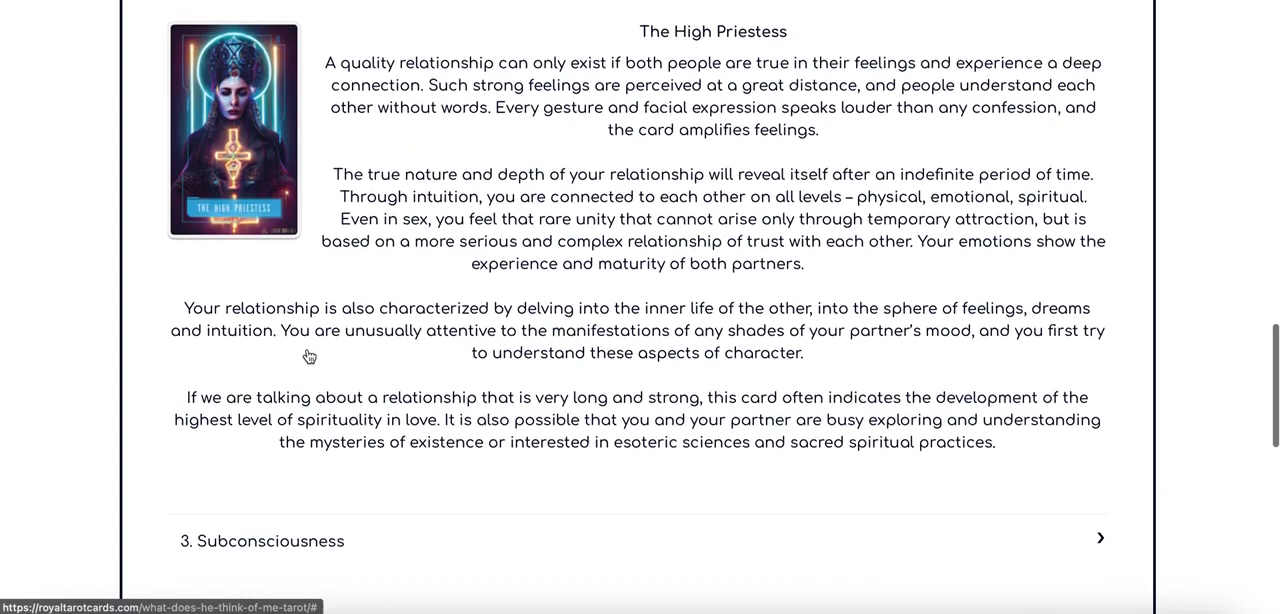 The High Priestess
A quality relationship can only exist if both people are true in their feelings and experience a deep
connection. Such strong feelings are perceived at a great distance, and people understand each
other without words. Every gesture and facial expression speaks louder than any confession, and
the card amplifies feelings.
THE HIGH PRIESTESS
The true nature and depth of your relationship will reveal itself after an indefinite period of time.
Through intuition, you are connected to each other on all levels – physical, emotional, spiritual.
Even in sex, you feel that rare unity that cannot arise only through temporary attraction, but is
based on a more serious and complex relationship of trust with each other. Your emotions show the
experience and maturity of both partners.
Your relationship is also characterized by delving into the inner life of the other, into the sphere of feelings, dreams
and intuition. You are unusually attentive to the manifestations of any shades of your partner's mood, and you first try
to understand these aspects of character.
If we are talking about a relationship that is very long and strong, this card often indicates the development of the
highest level of spirituality in love. It is also possible that you and your partner are busy exploring and understanding
the mysteries of existence or interested in esoteric sciences and sacred spiritual practices.
3. Subconsciousness
https://royaltarotcards.com/what-does-he-think-of-me-tarot/#